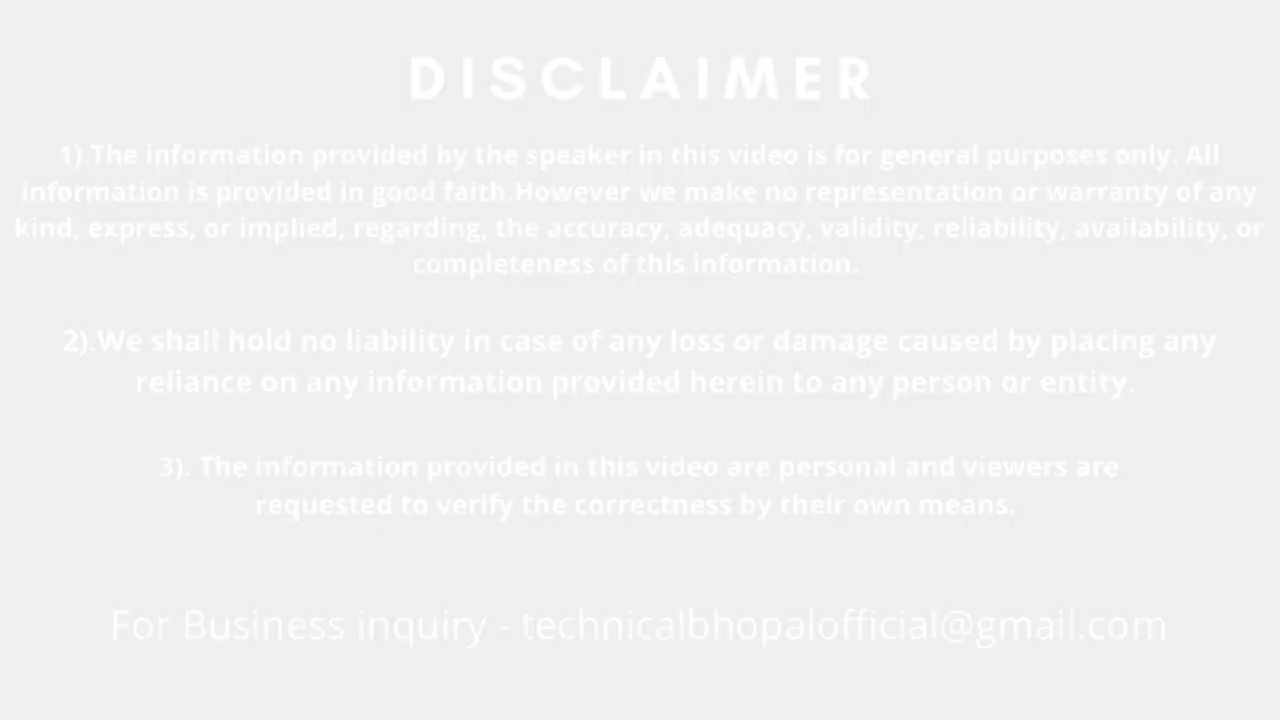 DISCLAIMER
1).The information provided by the speaker in this video is for general purposes only. All
information is provided in good faith.However we make no representation or warranty of any
kind, express, or implied, regarding, the accuracy, adequacy, validity, reliability, availability, or
completeness of this information.
2).We shall hold no liability in case of any loss or damage caused by placing any
reliance on any information provided herein to any person or entity.
3). The information provided in this video are personal and viewers are
requested to verify the correctness by their own means.
For Business inquiry - technicalbhopalofficial@gmail.com